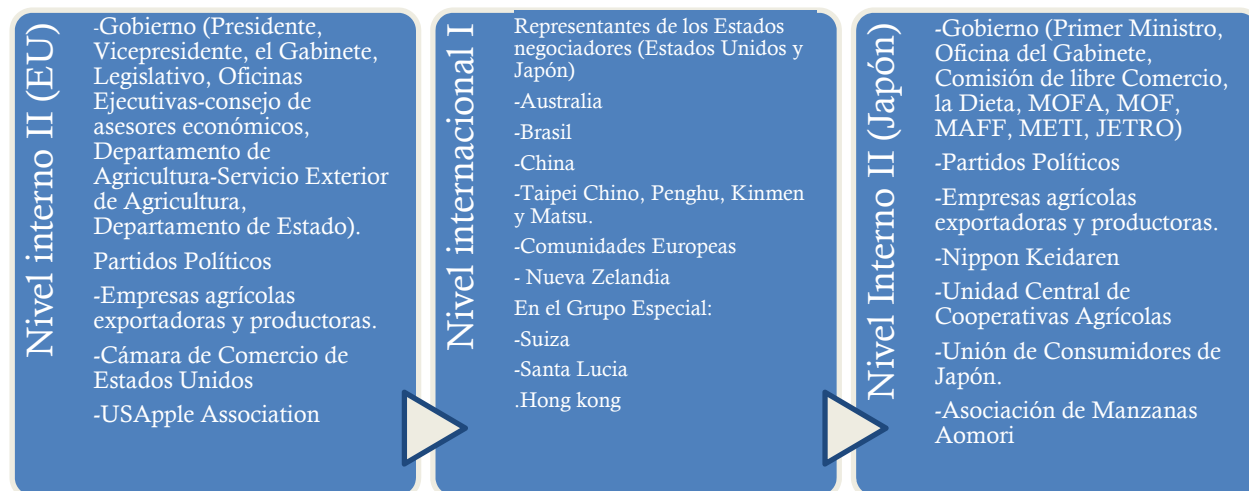 Nivel interno II (EU)
-Gobierno (Presidente,
Vicepresidente, el Gabinete,
Legislativo, Oficinas
Ejecutivas-consejo de
asesores económicos,
Departamento de
Agricultura-Servicio Exterior
de Agricultura,
Departamento de Estado).
Partidos Políticos
-Empresas agrícolas
exportadoras y productoras.
-Cámara de Comercio de
Estados Unidos
-USApple Association
Nivel internacional I
Representantes de los Estados
negociadores (Estados Unidos y
Japón)
-Australia
-Brasil
-China
-Taipei Chino, Penghu, Kinmen
y Matsu.
-Comunidades Europeas
- Nueva Zelandia
En el Grupo Especial:
-Suiza
-Santa Lucia
.Hong kong
Nivel Interno II (Japón)
-Gobierno (Primer Ministro,
Oficina del Gabinete,
Comisión de libre Comercio,
la Dieta, MOFA, MOF,
MAFF, METI, JETRO)
-Partidos Políticos
-Empresas agrícolas
exportadoras y productoras.
-Nippon Keidaren
-Unidad Central de
Cooperativas Agrícolas
-Unión de Consumidores de
Japón.
-Asociación de Manzanas
Aomori